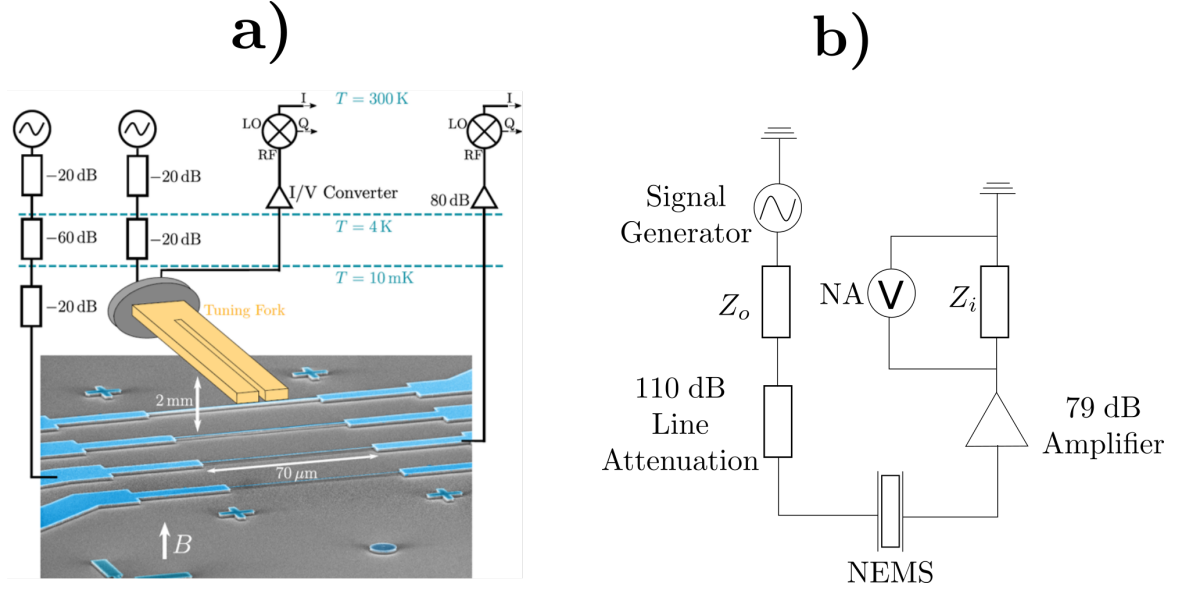 a)
b)
T = 300 K
I
Q
LO
RF
I
Q
LO
RF
−20 dB
−20 dB
I/V Converter
80 dB
T = 4 K
−60 dB
−20 dB
T = 10 mK
−20 dB
Tuning Fork
2 mm
70 μm
B
Signal
Generator
Zo
NA
V
Zi
110 dB
Line
Attenuation
79 dB
Amplifier
NEMS